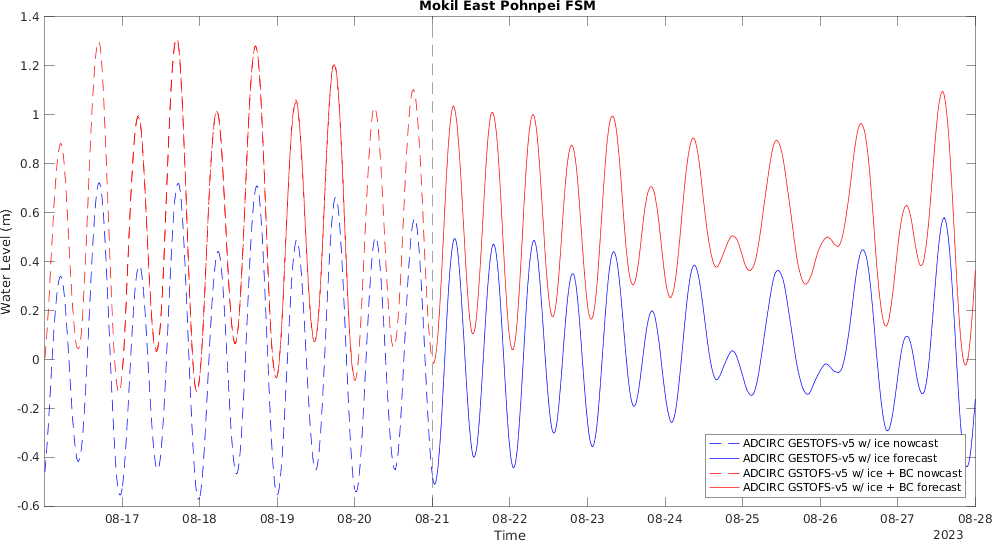 Mokil East Pohnpei FSM
1.4
1.2
1
0.8
0.6
0.4
0.2
0
-0.2
-0.4
-0.6
Water Level (m)
08-17 08-18 08-19 08-20 08-21 08-22 08-23 08-24 08-25 08-26 08-27 08-28
Time
2023
ADCIRC GESTOFS-v5 w/ ice nowcast
ADCIRC GESTOFS-v5 w/ ice forecast
ADCIRC GSTOFS-v5 w/ ice + BC nowcast
ADCIRC GSTOFS-v5 w/ ice + BC forecast